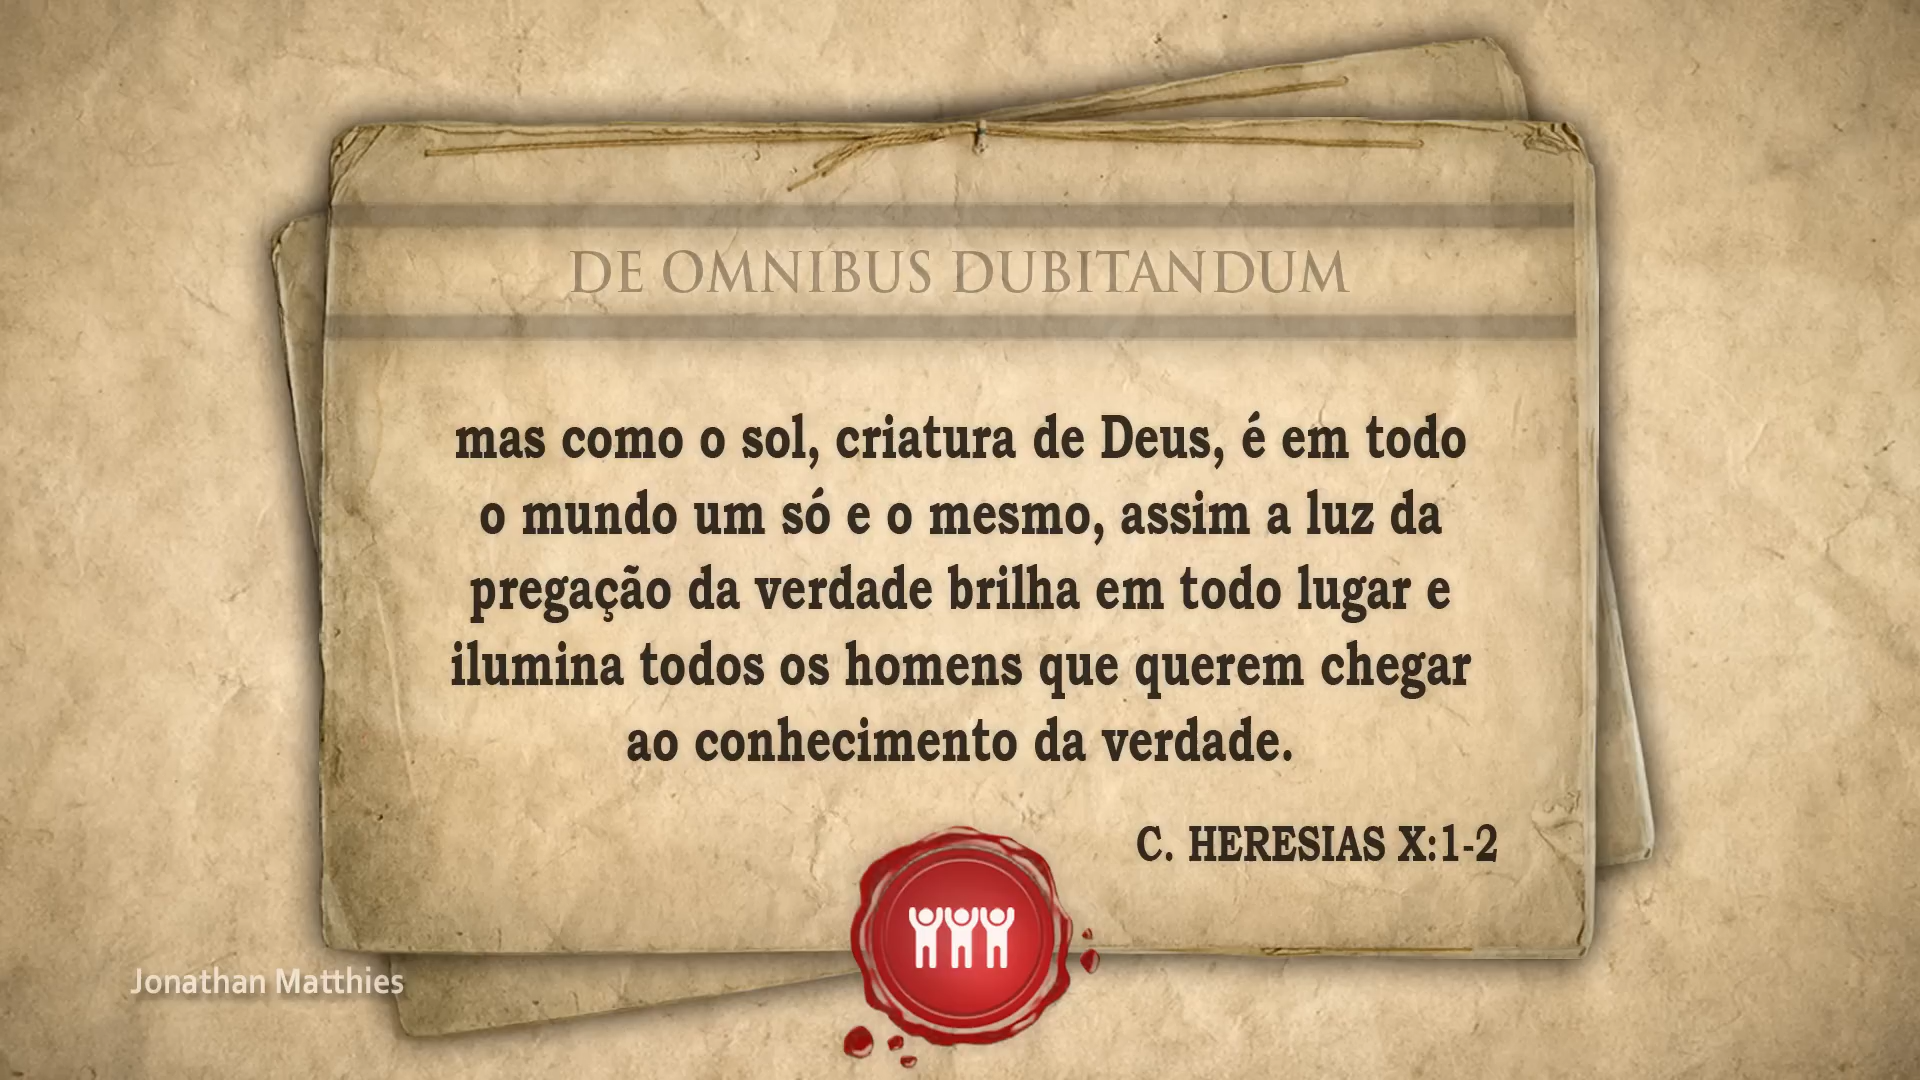 DE OMNIBUS DUBITANDUM
mas como o sol, criatura de Deus, é em todo
o mundo um só e o mesmo, assim a luz da
pregação da verdade brilha em todo lugar e
ilumina todos os homens que querem chegar
ao conhecimento da verdade.
C. HERESIAS X:1-2
Jonathan Matthies